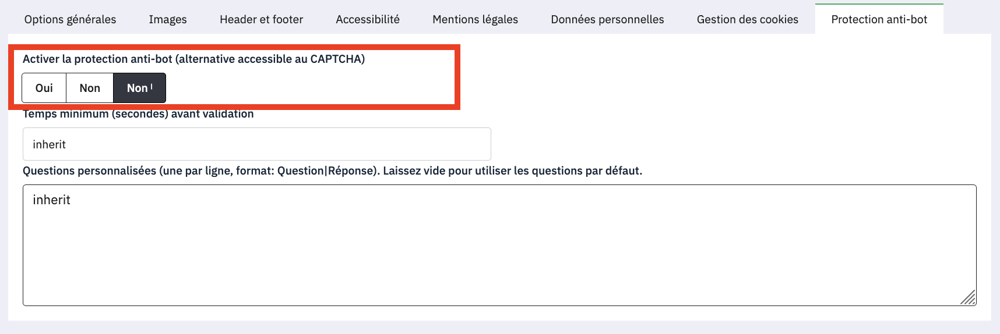 Options générales Images Header et footer Accessibilité Mentions légales Données personnelles Gestion des cookies Protection anti-bot
Activer la protection anti-bot (alternative accessible au CAPTCHA)
Oui Non Non
Temps minimum (secondes) avant validation
inherit
Questions personnalisées (une par ligne, format: Question|Réponse). Laissez vide pour utiliser les questions par défaut.
inherit